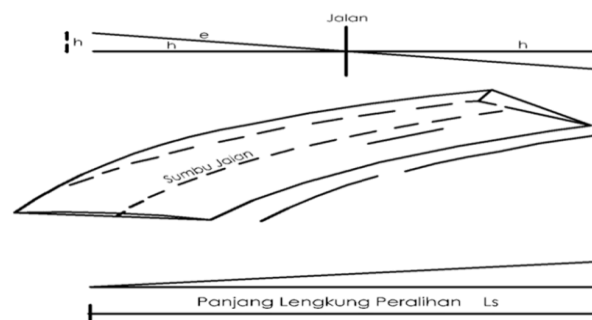 Jalan
e
h
h
h
Sumbu Jalan
Panjang Lengkung Peralihan Ls